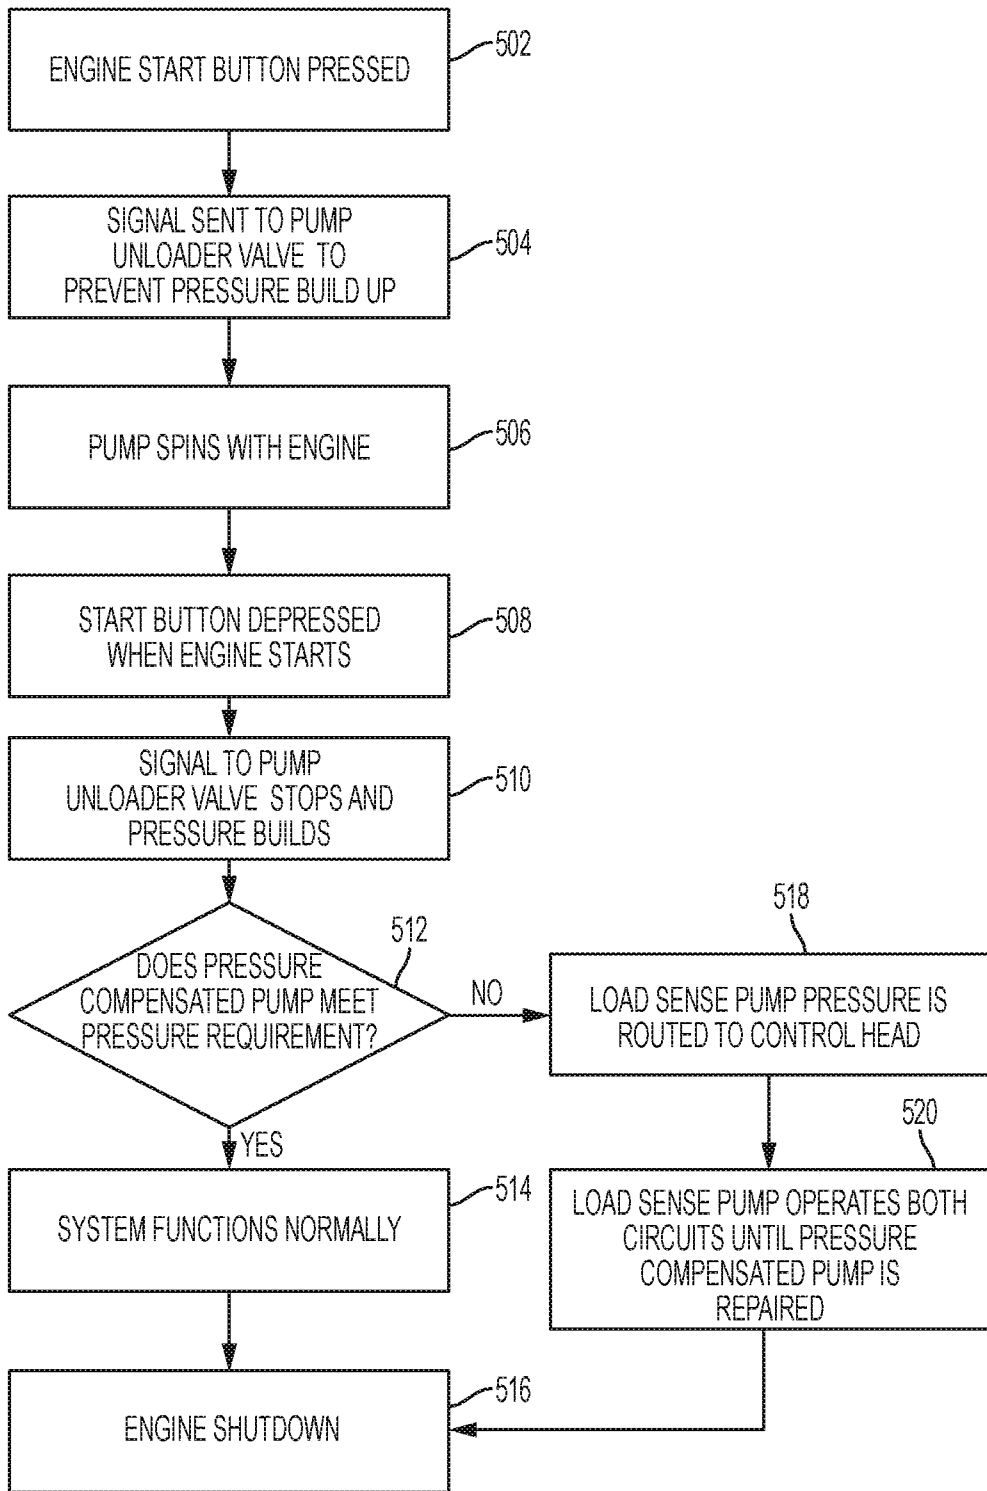 ENGINE START BUTTON PRESSED
502
SIGNAL SENT TO PUMP
UNLOADER VALVE TO
PREVENT PRESSURE BUILD UP
504
PUMP SPINS WITH ENGINE
506
START BUTTON DEPRESSED
WHEN ENGINE STARTS
508
SIGNAL TO PUMP
UNLOADER VALVE STOPS AND
PRESSURE BUILDS
510
DOES PRESSURE
COMPENSATED PUMP MEET
PRESSURE REQUIREMENT?
512
NO
518
LOAD SENSE PUMP PRESSURE IS
ROUTED TO CONTROL HEAD
YES
520
LOAD SENSE PUMP OPERATES BOTH
CIRCUITS UNTIL PRESSURE
COMPENSATED PUMP IS
REPAIRED
SYSTEM FUNCTIONS NORMALLY
514
ENGINE SHUTDOWN
516